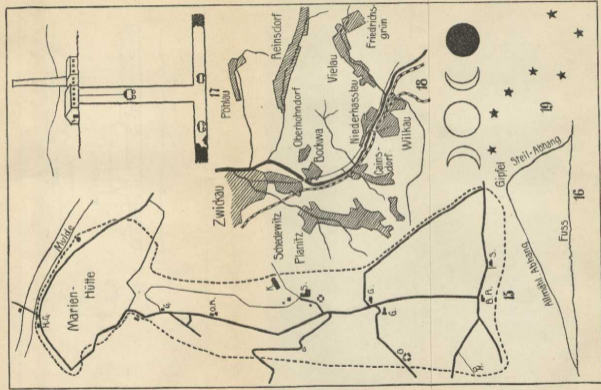 Mulde
H.G.
Marien-
Hütte
G.
K.
S.
G.
G.
B.R.
S.
15
17
Pöhlau
Reinsdorf
Zwickau
Oberhohndorf
Bockwa
Schedewitz
Planitz
Vielau
Friedrichs-
grün
Niederhasslau
Cains-
dorf
Wilkau
18
19
Gipfel
Steil-Abhang
Allmähl. Abhang
Fuss
16